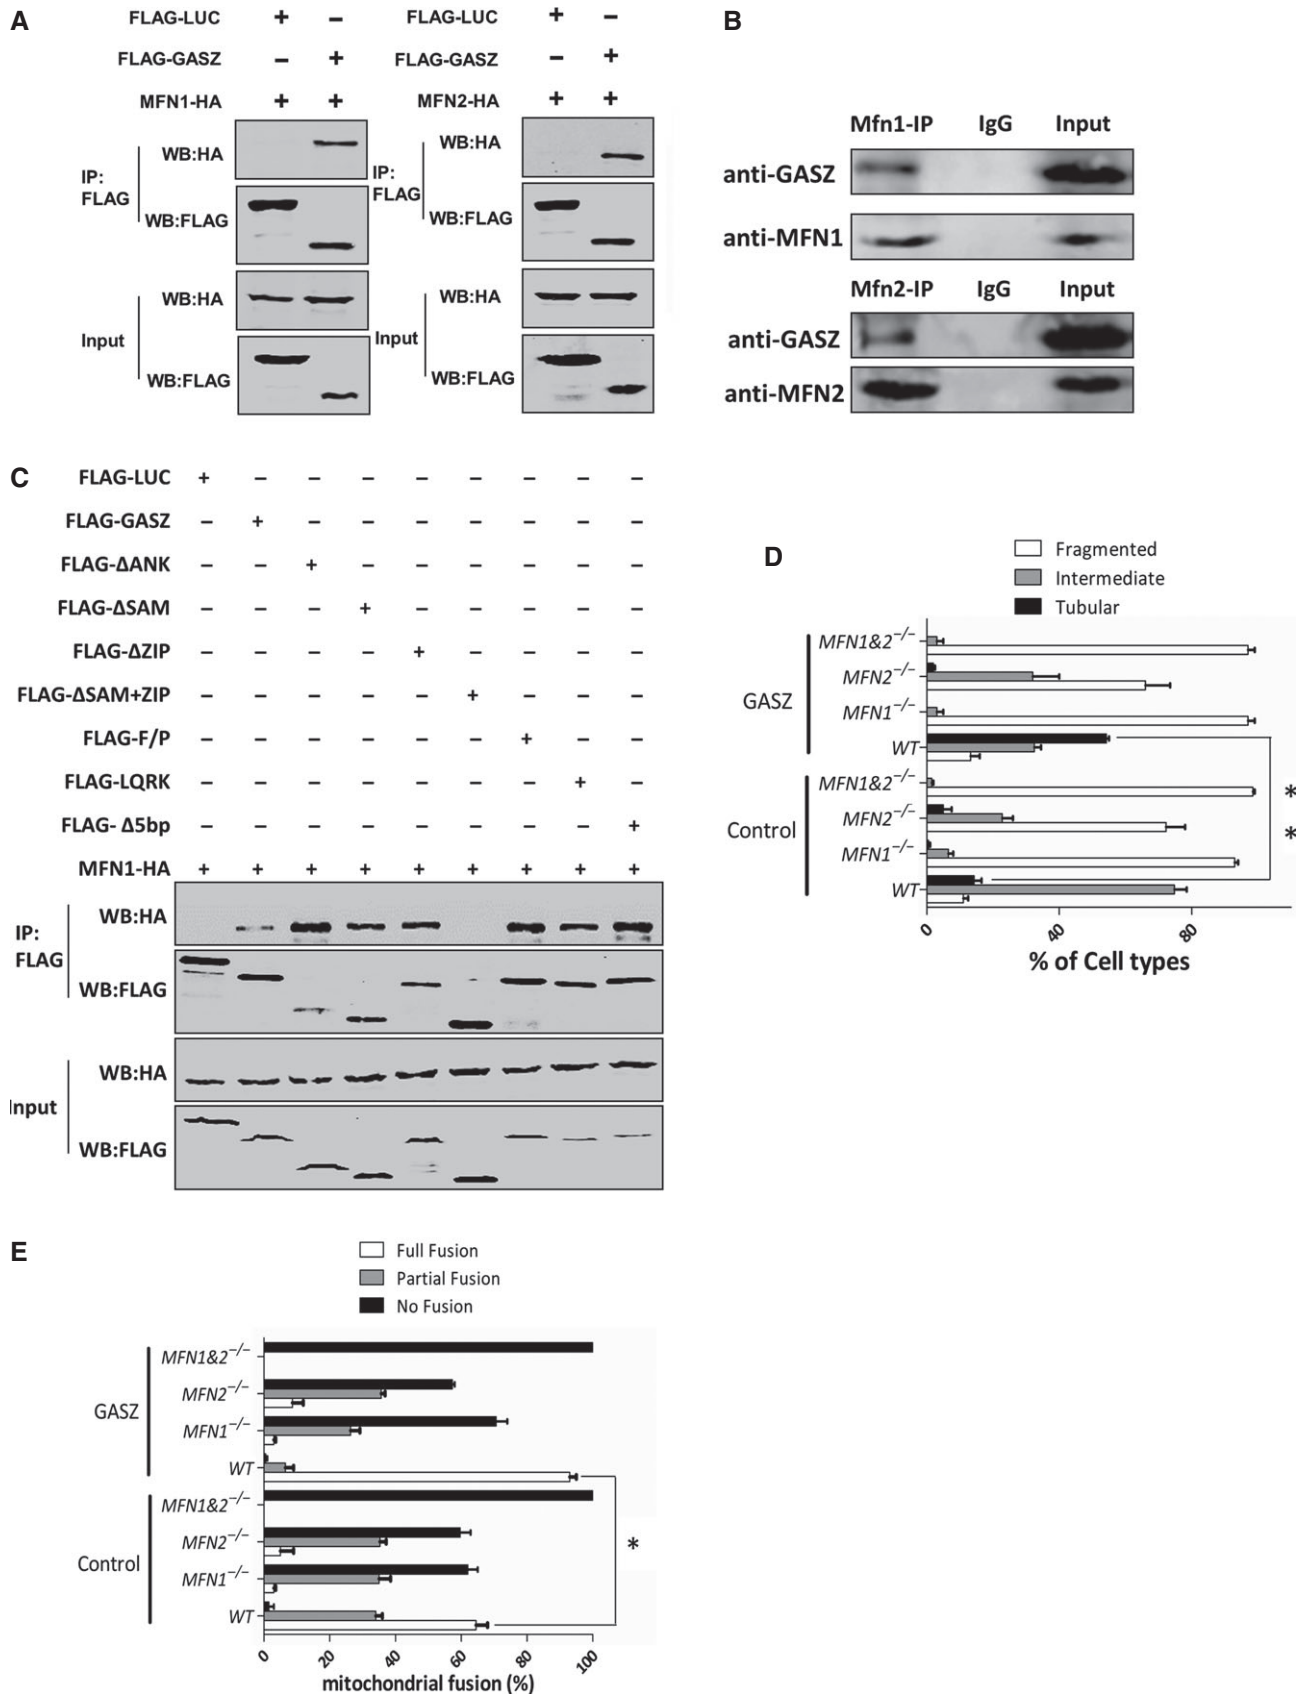 A
FLAG-LUC + –
FLAG-GASZ – +
MFN1-HA + +
IP: FLAG
WB:HA
WB:FLAG
Input
WB:HA
WB:FLAG
FLAG-LUC + –
FLAG-GASZ – +
MFN2-HA + +
IP: FLAG
WB:HA
WB:FLAG
Input
WB:HA
WB:FLAG
B
Mfn1-IP IgG Input
anti-GASZ
anti-MFN1
Mfn2-IP IgG Input
anti-GASZ
anti-MFN2
C
FLAG-LUC + – – – – – – – –
FLAG-GASZ – + – – – – – – –
FLAG-ΔANK – – + – – – – – –
FLAG-ΔSAM – – – + – – – – –
FLAG-ΔZIP – – – – + – – – –
FLAG-ΔSAM+ZIP – – – – – + – – –
FLAG-F/P – – – – – – + – –
FLAG-LQRK – – – – – – – + –
FLAG- Δ5bp – – – – – – – – +
MFN1-HA + + + + + + + + +
IP: FLAG
WB:HA
WB:FLAG
Input
WB:HA
WB:FLAG
D
Fragmented
Intermediate
Tubular
GASZ
MFN1&2−/−
MFN2−/−
MFN1−/−
WT
Control
MFN1&2−/−
MFN2−/−
MFN1−/−
WT
*
*
0 40 80
% of Cell types
E
Full Fusion
Partial Fusion
No Fusion
GASZ
MFN1&2−/−
MFN2−/−
MFN1−/−
WT
Control
MFN1&2−/−
MFN2−/−
MFN1−/−
WT
*
0 20 40 60 80 100
mitochondrial fusion (%)